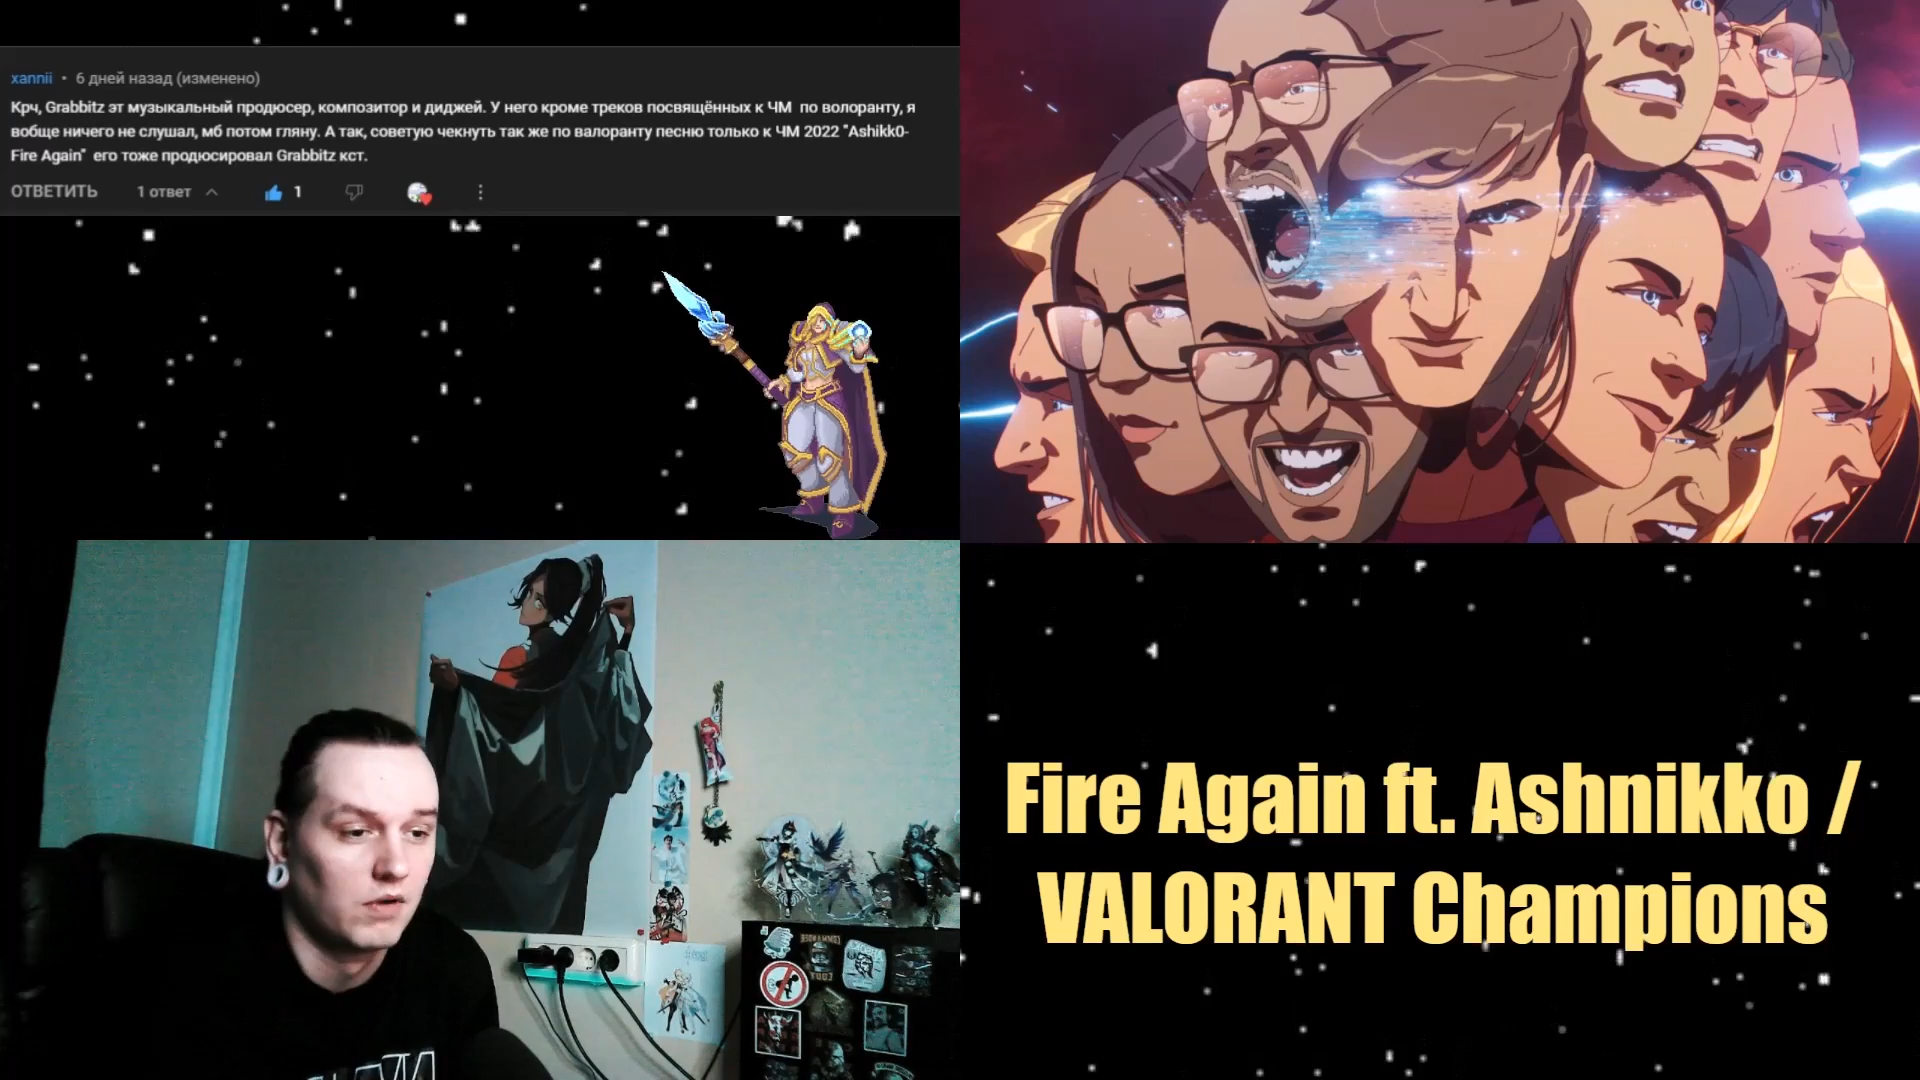 xannii • 6 дней назад (изменено)
Крч, Grabbitz эт музыкальный продюсер, композитор и диджей. У него кроме треков посвящённых к ЧМ по волоранту, я
вобще ничего не слушал, мб потом гляну. А так, советую чекнуть так же по валоранту песню только к ЧМ 2022 "Ashikk0-
Fire Again" его тоже продюсировал Grabbitz кст.
ОТВЕТИТЬ 1 ответ 1
Fire Again ft. Ashnikko /
VALORANT Champions